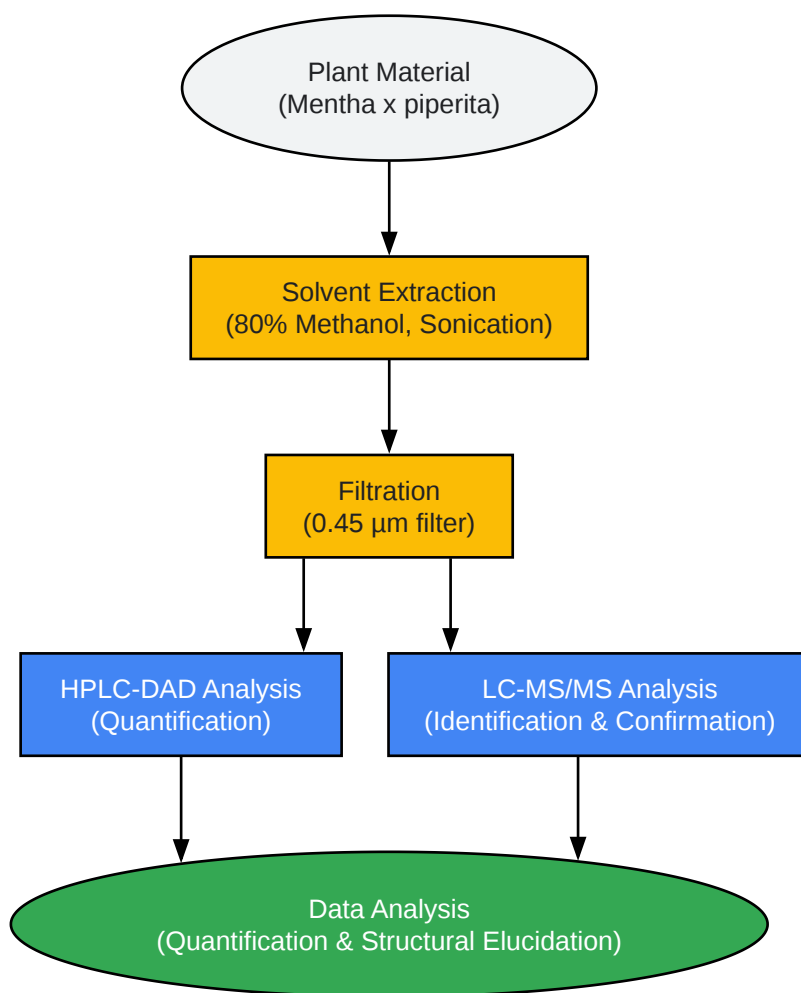 Plant Material
(Mentha x piperita)
Solvent Extraction
(80% Methanol, Sonication)
Filtration
(0.45 µm filter)
HPLC-DAD Analysis
(Quantification)
LC-MS/MS Analysis
(Identification & Confirmation)
Data Analysis
(Quantification & Structural Elucidation)